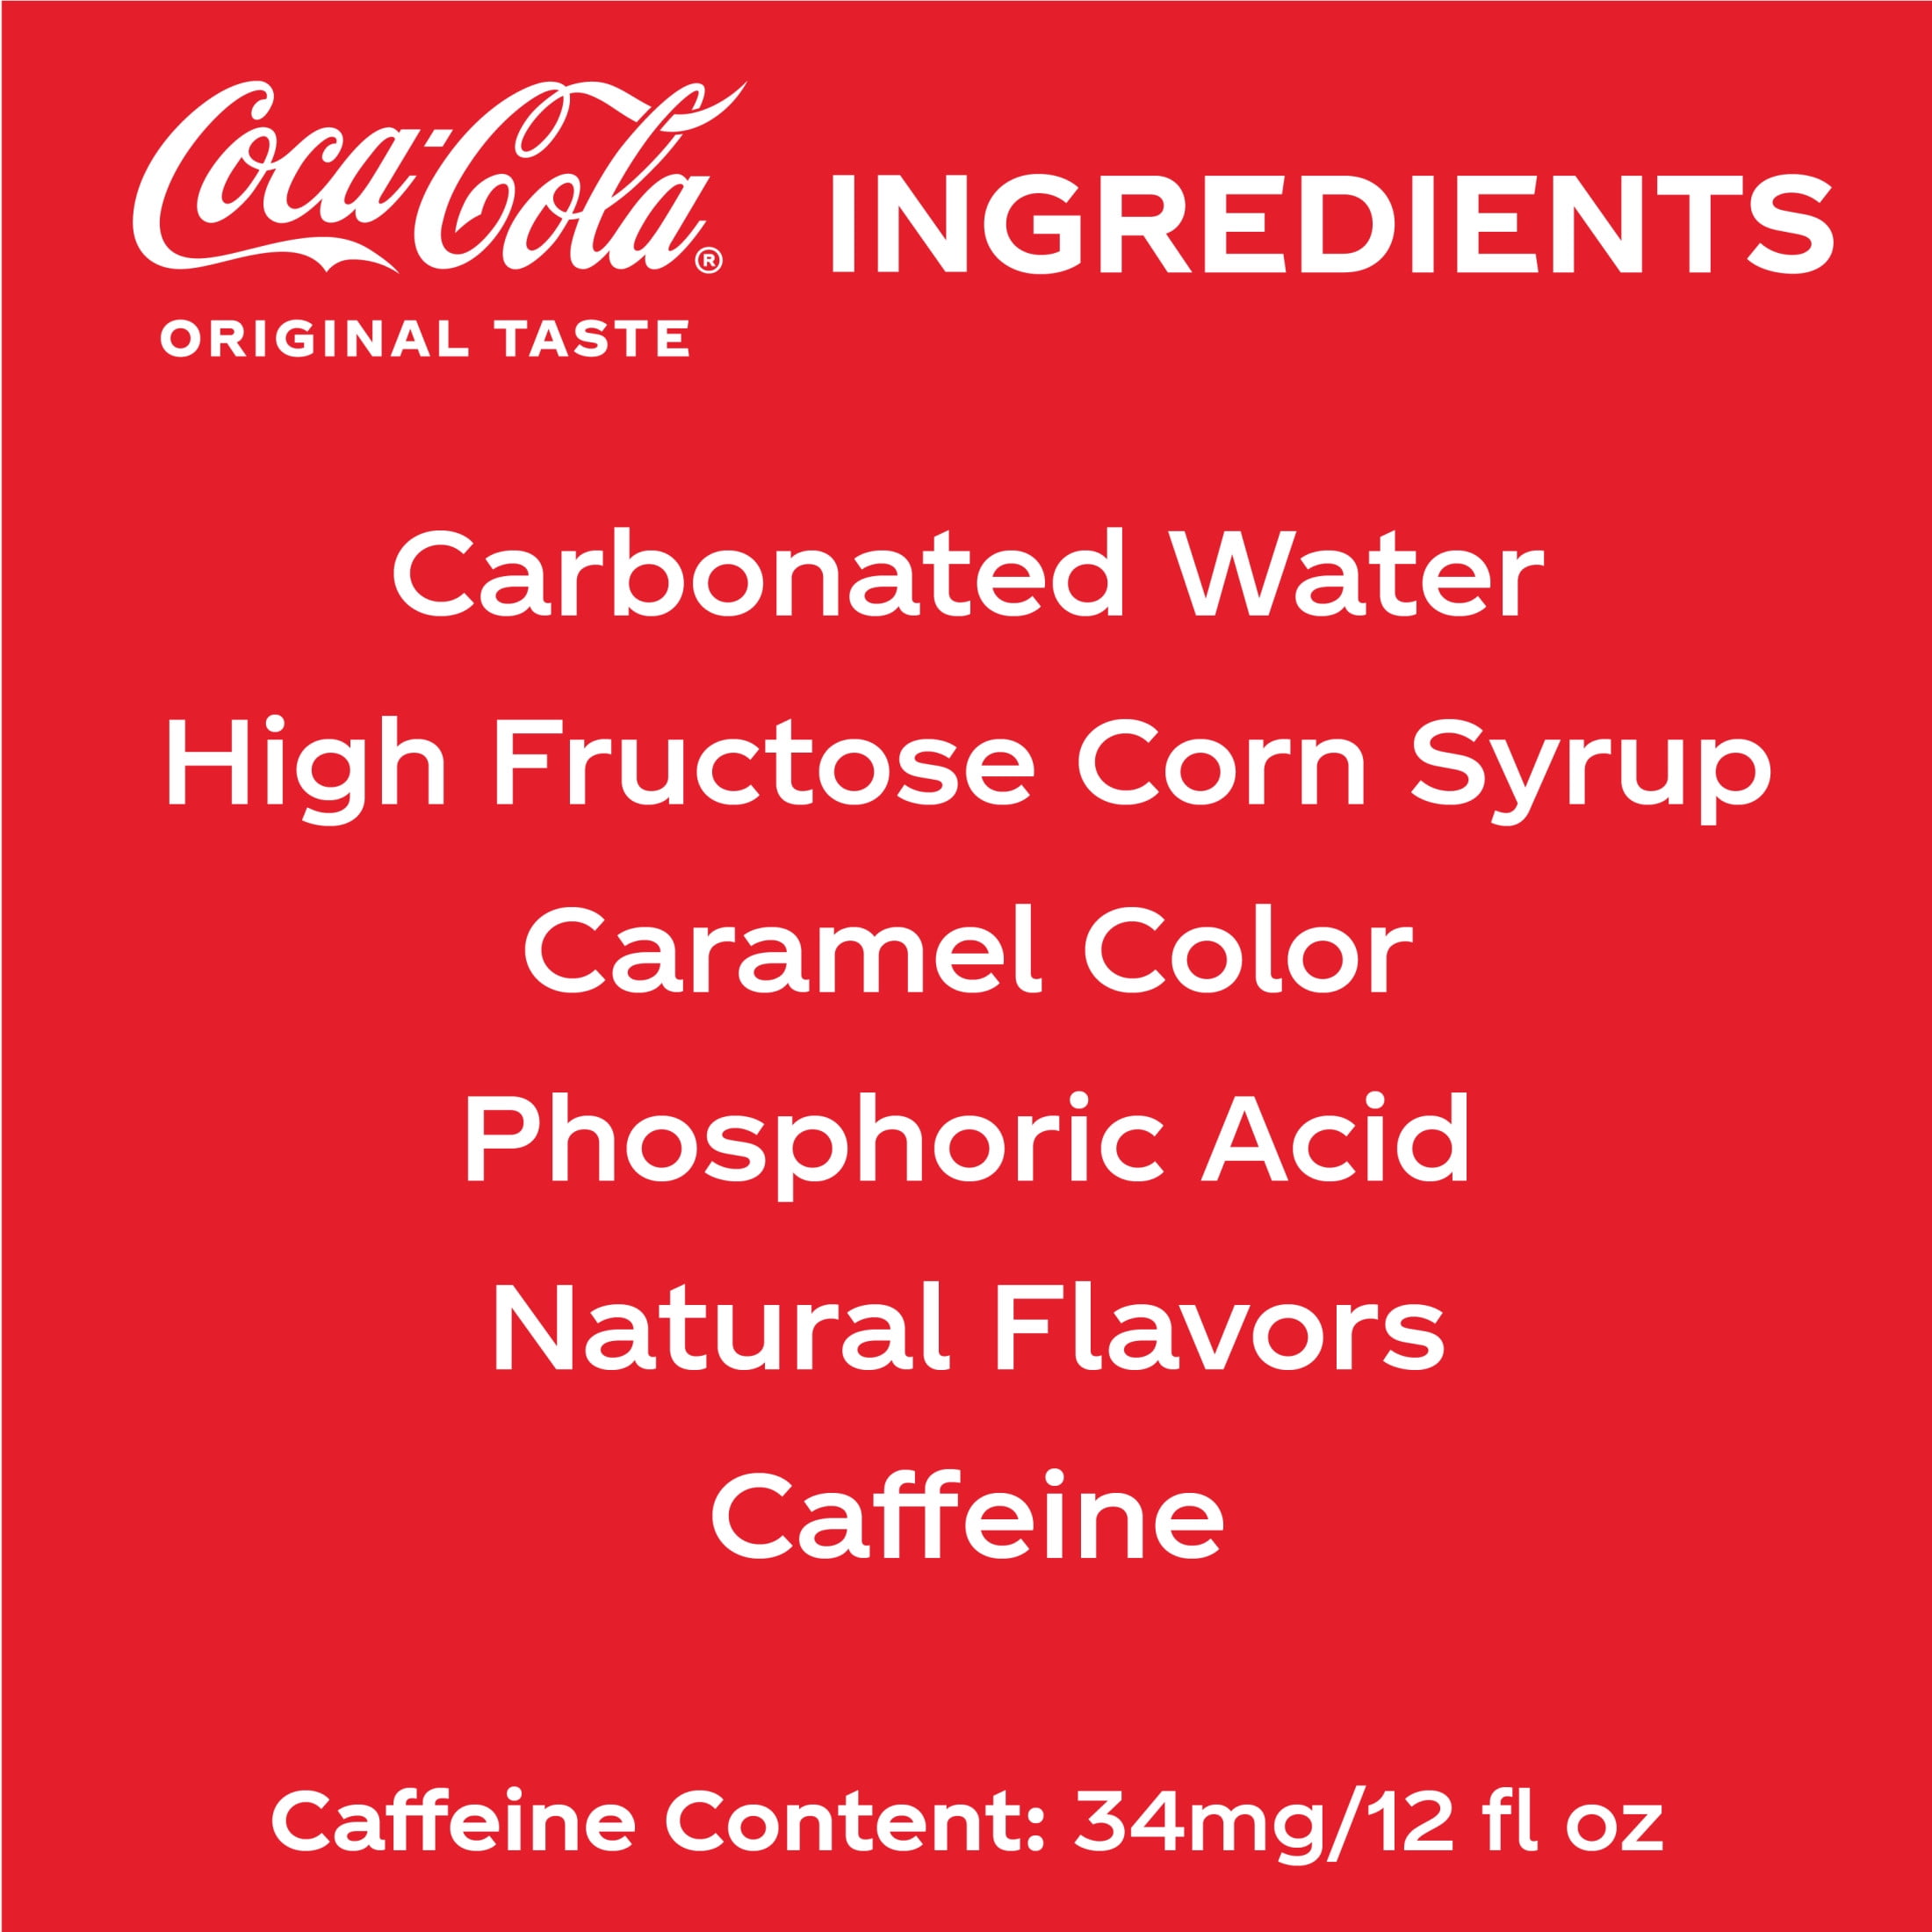 Coca-Cola® INGREDIENTS
ORIGINAL TASTE
Carbonated Water
High Fructose Corn Syrup
Caramel Color
Phosphoric Acid
Natural Flavors
Caffeine
Caffeine Content: 34mg/12 fl oz